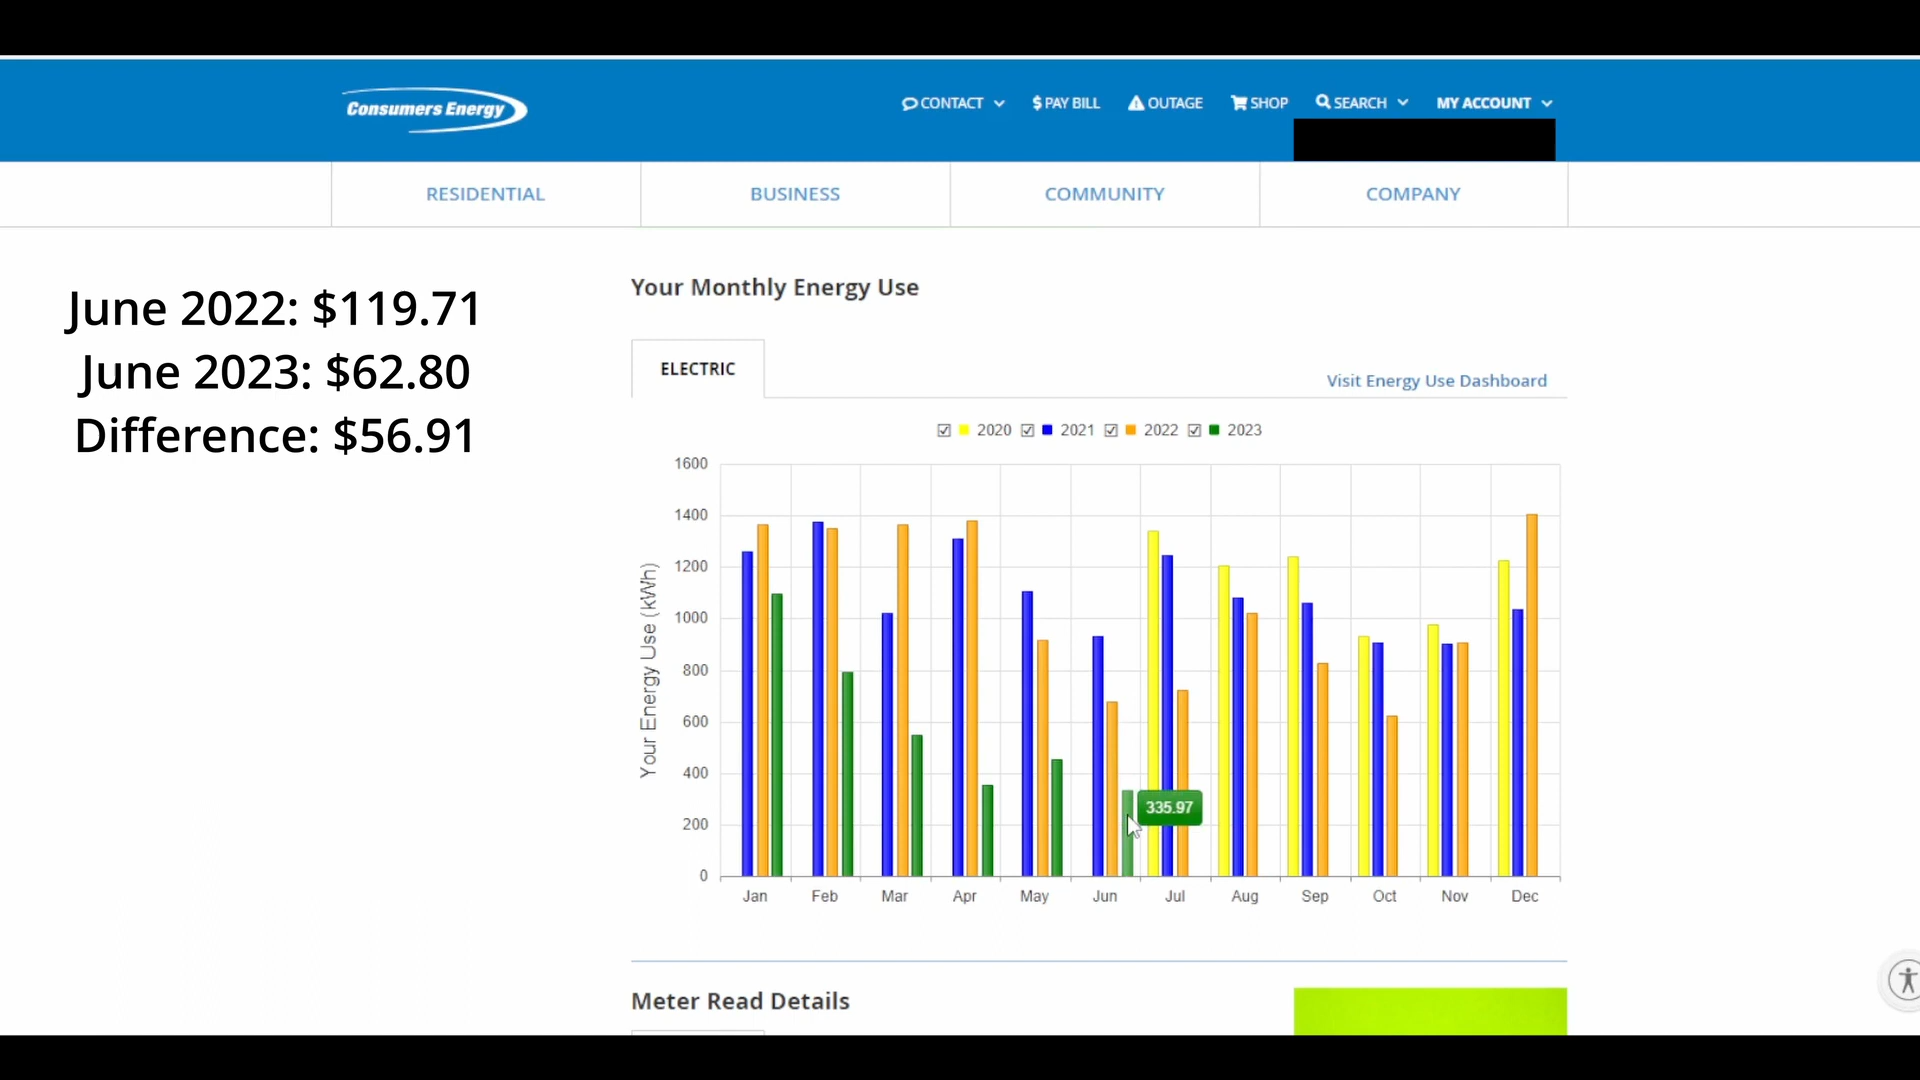 Consumers Energy
CONTACT
$ PAY BILL
OUTAGE
SHOP
SEARCH
MY ACCOUNT
RESIDENTIAL
BUSINESS
COMMUNITY
COMPANY
June 2022: $119.71
June 2023: $62.80
Difference: $56.91
Your Monthly Energy Use
ELECTRIC
Visit Energy Use Dashboard
2020 2021 2022 2023
Your Energy Use (kWh)
1600
1400
1200
1000
800
600
400
200
0
335.97
Jan Feb Mar Apr May Jun Jul Aug Sep Oct Nov Dec
Meter Read Details